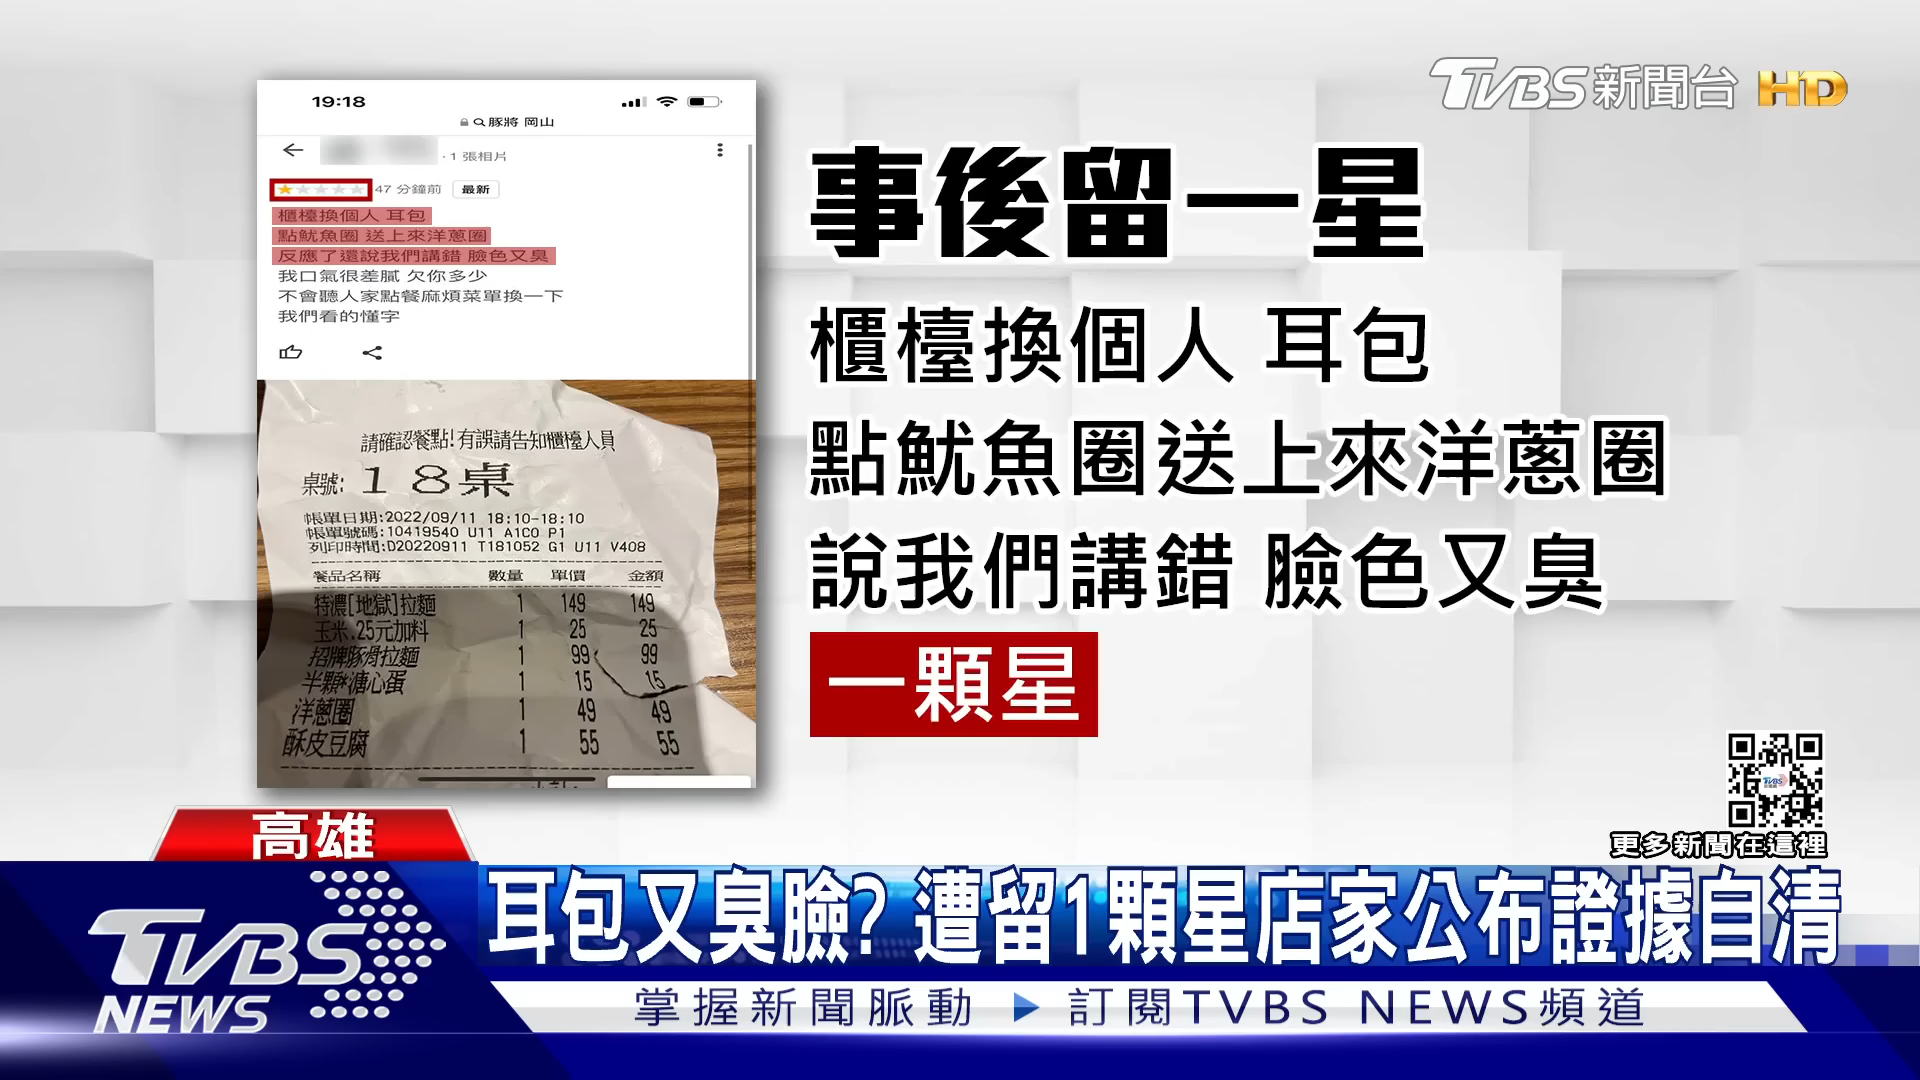 TVBS新聞台 HD
19:18
豚將 岡山
· 1 張相片
47 分鐘前 最新
櫃檯換個人 耳包
點魷魚圈 送上來洋蔥圈
反應了還說我們講錯 臉色又臭
我口氣很差膩 欠你多少
不會聽人家點餐麻煩菜單換一下
我們看的懂字
請確認餐點!有誤請告知櫃檯人員
桌號: 18桌
帳單日期:2022/09/11 18:10-18:10
帳單號碼:10419540 U11 A1C0 P1
列印時間:D20220911 T181052 G1 U11 V408
餐品名稱 數量 單價 金額
特濃[地獄]拉麵 1 149 149
玉米.25元加料 1 25 25
招牌豚骨拉麵 1 99 99
半顆*溏心蛋 1 15 15
洋蔥圈 1 49 49
酥皮豆腐 1 55 55
事後留一星
櫃檯換個人 耳包
點魷魚圈送上來洋蔥圈
說我們講錯 臉色又臭
一顆星
TVBS
更多新聞在這裡
高雄
耳包又臭臉? 遭留1顆星店家公布證據自清
TVBS
NEWS
掌握新聞脈動 ▶ 訂閱TVBS NEWS頻道